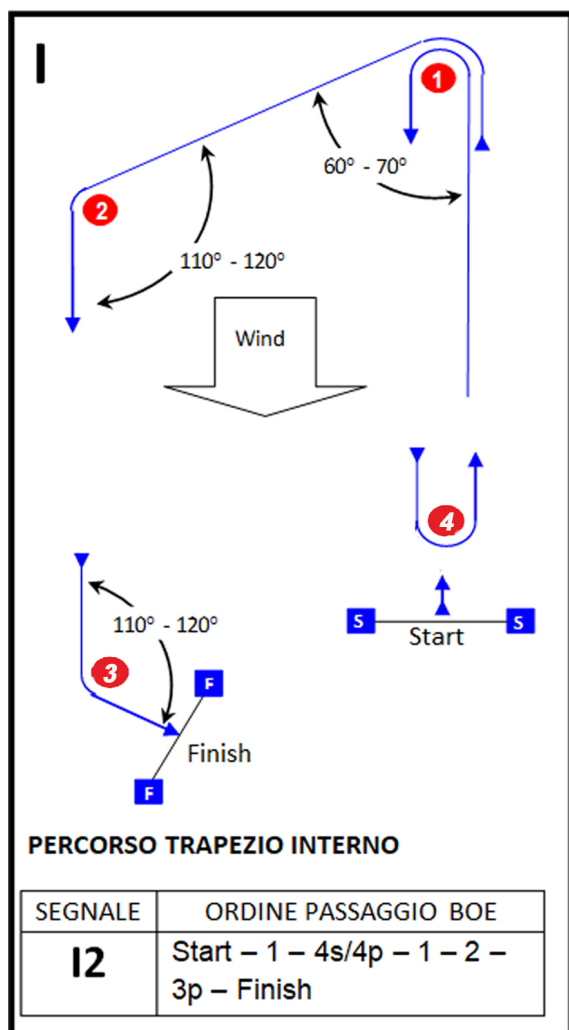 I
1
60° - 70°
2
110° - 120°
Wind
4
S
S
Start
110° - 120°
3
F
Finish
F
PERCORSO TRAPEZIO INTERNO
SEGNALE ORDINE PASSAGGIO BOE
I2 Start – 1 – 4s/4p – 1 – 2 –
3p – Finish